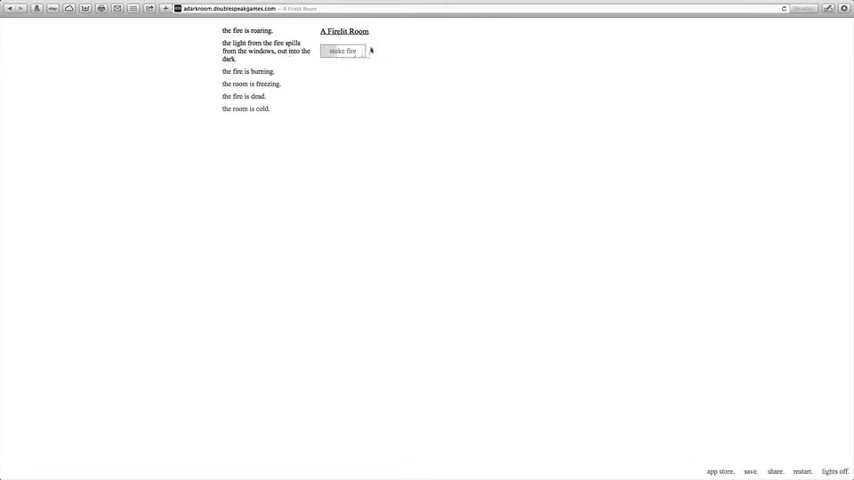 adarkroom.doublespeakgames.com — A Firelit Room
the fire is roaring.
the light from the fire spills
from the windows, out into the
dark.
the fire is burning.
the room is freezing.
the fire is dead.
the room is cold.
A Firelit Room
stoke fire
app store. save. share. restart. lights off.